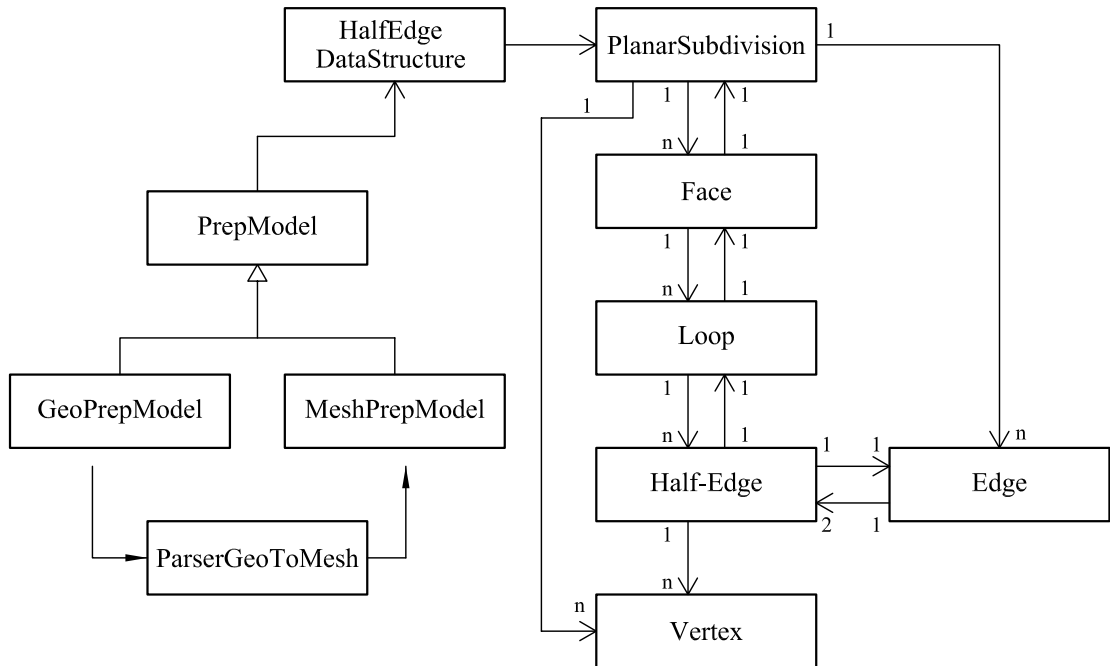 HalfEdge
DataStructure
PlanarSubdivision
1
1
1
1
n
1
Face
1
1
n
1
Loop
1
1
n
1
Half-Edge
1
1
2
1
n
Edge
1
n
n
Vertex
PrepModel
GeoPrepModel
MeshPrepModel
ParserGeoToMesh